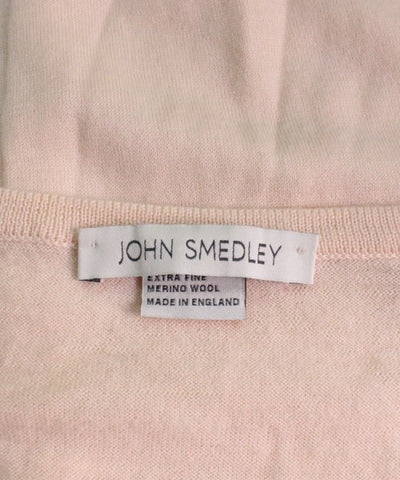 JOHN SMEDLEY
EXTRA FINE
MERINO WOOL
MADE IN ENGLAND